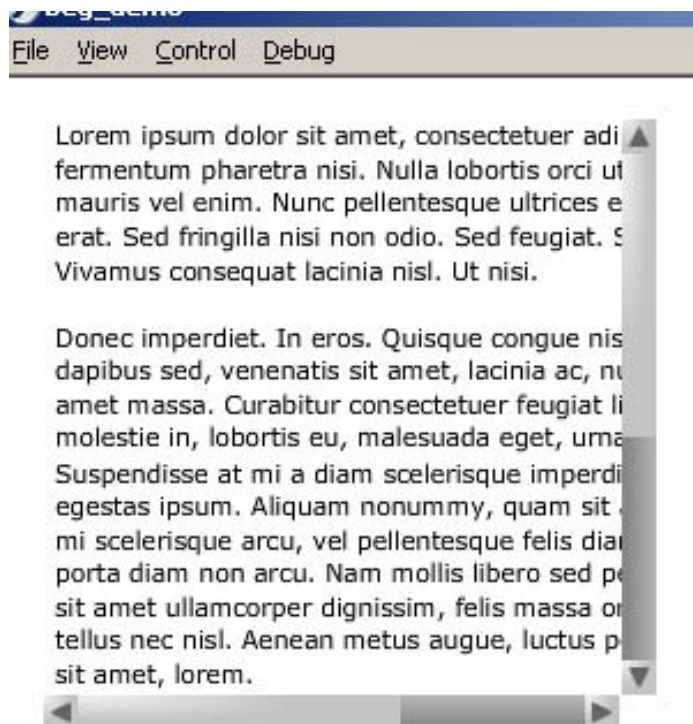 File View Control Debug
Lorem ipsum dolor sit amet, consectetuer adi
fermentum pharetra nisi. Nulla lobortis orci ut
mauris vel enim. Nunc pellentesque ultrices e
erat. Sed fringilla nisi non odio. Sed feugiat. S
Vivamus consequat lacinia nisl. Ut nisi.
Donec imperdiet. In eros. Quisque congue nis
dapibus sed, venenatis sit amet, lacinia ac, nu
amet massa. Curabitur consectetuer feugiat li
molestie in, lobortis eu, malesuada eget, urna
Suspendisse at mi a diam scelerisque imperdi
egestas ipsum. Aliquam nonummy, quam sit
mi scelerisque arcu, vel pellentesque felis diam
porta diam non arcu. Nam mollis libero sed pe
sit amet ullamcorper dignissim, felis massa or
tellus nec nisl. Aenean metus augue, luctus p
sit amet, lorem.